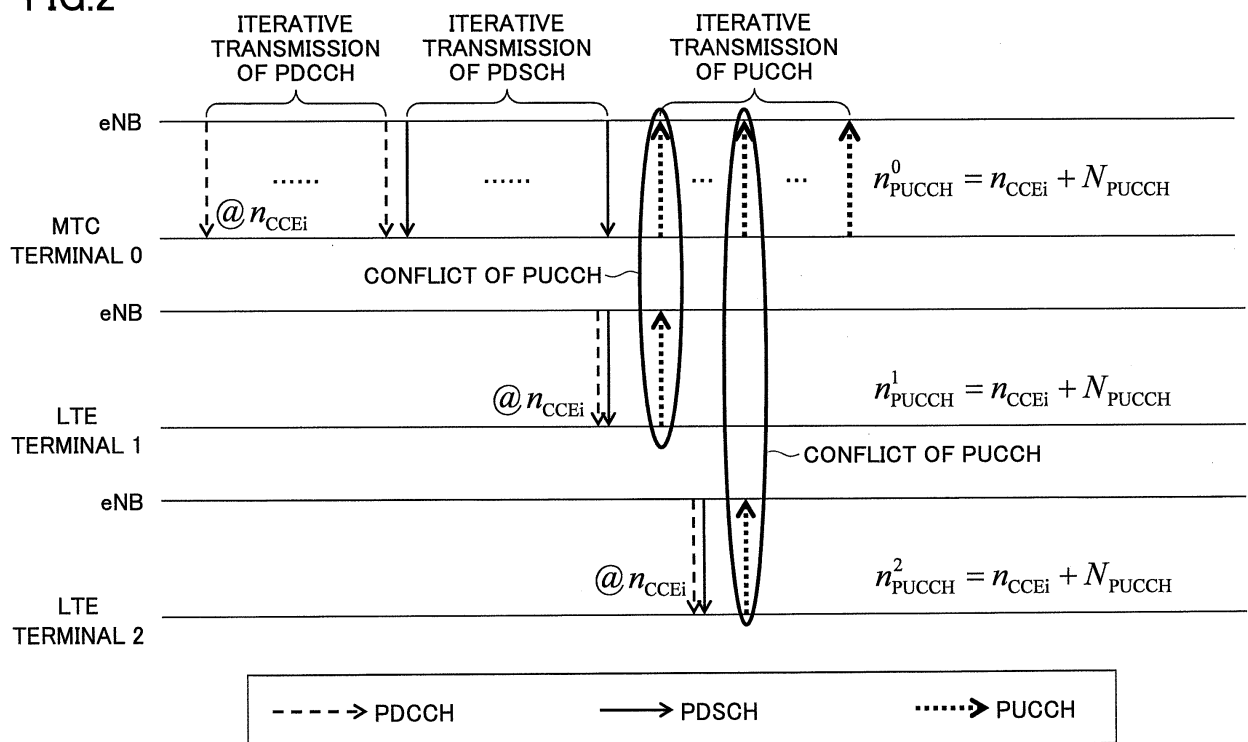 FIG.2
ITERATIVE TRANSMISSION OF PDCCH
ITERATIVE TRANSMISSION OF PDSCH
ITERATIVE TRANSMISSION OF PUCCH
eNB
...... ...... ... ...
@ n_CCEi
n^0_PUCCH = n_CCEi + N_PUCCH
MTC TERMINAL 0
CONFLICT OF PUCCH
eNB
@ n_CCEi
n^1_PUCCH = n_CCEi + N_PUCCH
LTE TERMINAL 1
CONFLICT OF PUCCH
eNB
@ n_CCEi
n^2_PUCCH = n_CCEi + N_PUCCH
LTE TERMINAL 2
PDCCH
PDSCH
PUCCH